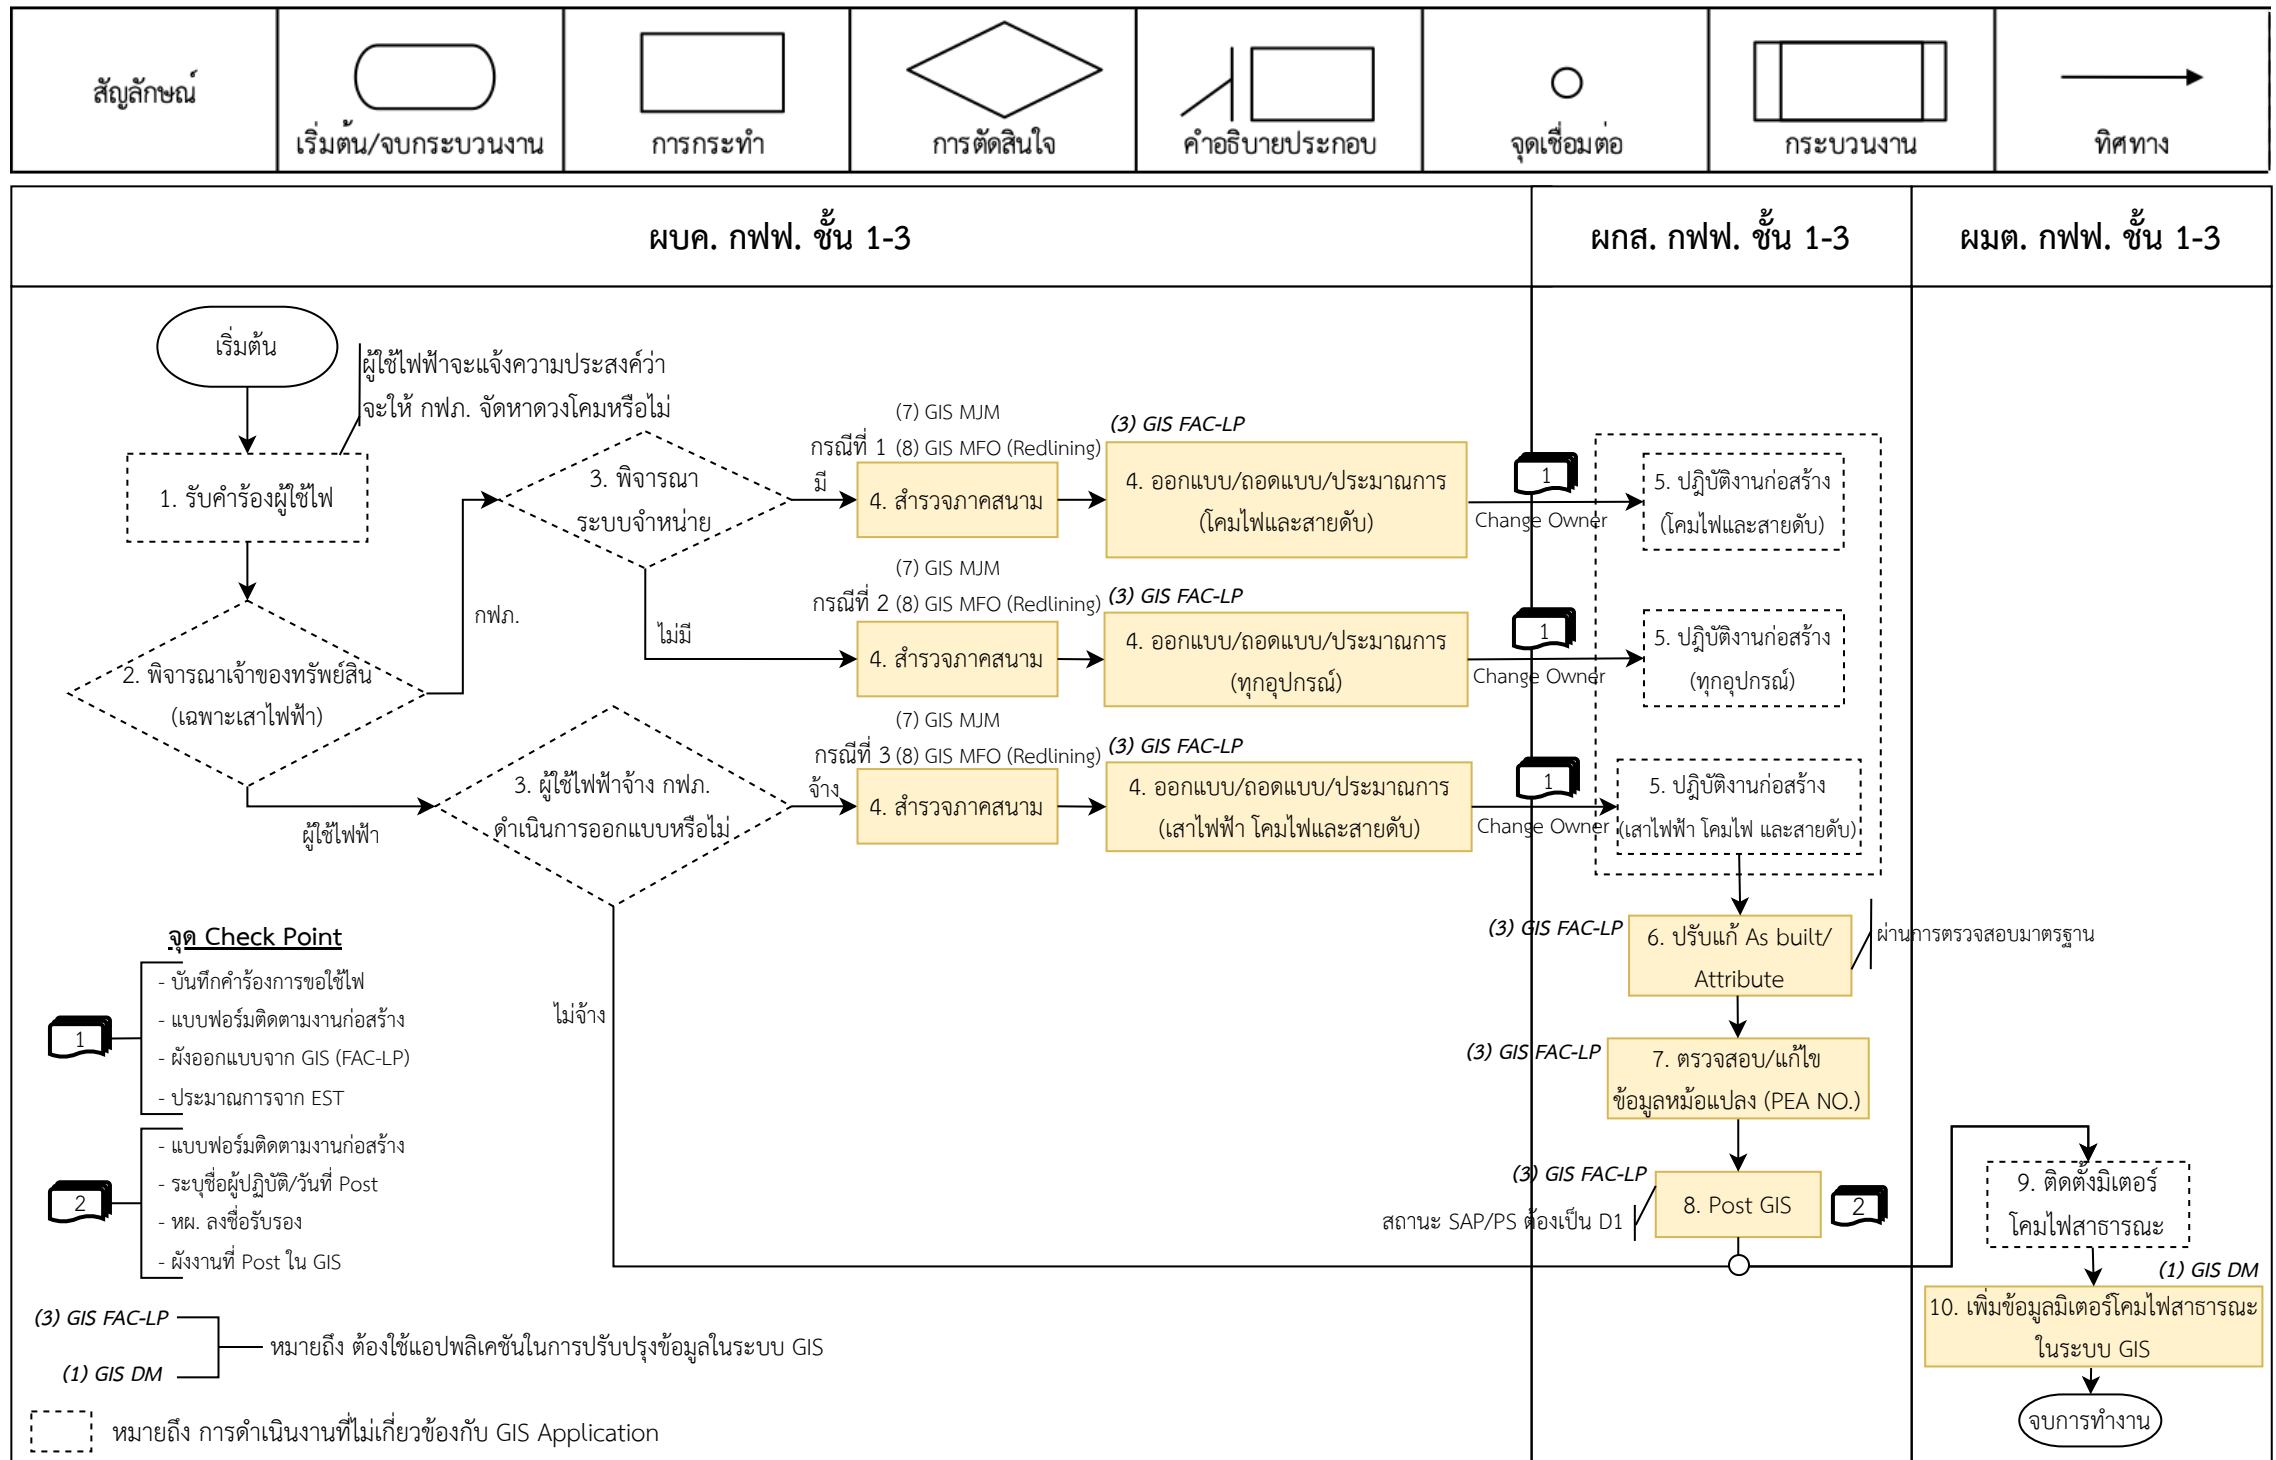 สัญลักษณ์
เริ่มต้น/จบกระบวนงาน
การกระทำ
การตัดสินใจ
คำอธิบายประกอบ
จุดเชื่อมต่อ
กระบวนงาน
ทิศทาง
ผบค. กฟฟ. ชั้น 1-3
ผกส. กฟฟ. ชั้น 1-3
ผมต. กฟฟ. ชั้น 1-3
เริ่มต้น
ผู้ใช้ไฟฟ้าจะแจ้งความประสงค์ว่า
จะให้ กฟภ. จัดหาดวงโคมหรือไม่
1. รับคำร้องผู้ใช้ไฟ
2. พิจารณาเจ้าของทรัพย์สิน
(เฉพาะเสาไฟฟ้า)
กฟภ.
ผู้ใช้ไฟฟ้า
3. พิจารณา
ระบบจำหน่าย
มี
ไม่มี
(7) GIS MJM
กรณีที่ 1 (8) GIS MFO (Redlining)
4. สำรวจภาคสนาม
(3) GIS FAC-LP
4. ออกแบบ/ถอดแบบ/ประมาณการ
(โคมไฟและสายดับ)
1
Change Owner
5. ปฏิบัติงานก่อสร้าง
(โคมไฟและสายดับ)
(7) GIS MJM
กรณีที่ 2 (8) GIS MFO (Redlining)
4. สำรวจภาคสนาม
(3) GIS FAC-LP
4. ออกแบบ/ถอดแบบ/ประมาณการ
(ทุกอุปกรณ์)
1
Change Owner
5. ปฏิบัติงานก่อสร้าง
(ทุกอุปกรณ์)
3. ผู้ใช้ไฟฟ้าจ้าง กฟภ.
ดำเนินการออกแบบหรือไม่
จ้าง
ไม่จ้าง
(7) GIS MJM
กรณีที่ 3 (8) GIS MFO (Redlining)
4. สำรวจภาคสนาม
(3) GIS FAC-LP
4. ออกแบบ/ถอดแบบ/ประมาณการ
(เสาไฟฟ้า โคมไฟและสายดับ)
1
Change Owner
5. ปฏิบัติงานก่อสร้าง
(เสาไฟฟ้า โคมไฟ และสายดับ)
(3) GIS FAC-LP
6. ปรับแก้ As built/
Attribute
ผ่านการตรวจสอบมาตรฐาน
(3) GIS FAC-LP
7. ตรวจสอบ/แก้ไข
ข้อมูลหม้อแปลง (PEA NO.)
(3) GIS FAC-LP
สถานะ SAP/PS ต้องเป็น D1
8. Post GIS
2
9. ติดตั้งมิเตอร์
โคมไฟสาธารณะ
(1) GIS DM
10. เพิ่มข้อมูลมิเตอร์โคมไฟสาธารณะ
ในระบบ GIS
จบการทำงาน
จุด Check Point
1
- บันทึกคำร้องการขอใช้ไฟ
- แบบฟอร์มติดตามงานก่อสร้าง
- ผังออกแบบจาก GIS (FAC-LP)
- ประมาณการจาก EST
2
- แบบฟอร์มติดตามงานก่อสร้าง
- ระบุชื่อผู้ปฏิบัติ/วันที่ Post
- หผ. ลงชื่อรับรอง
- ผังงานที่ Post ใน GIS
(3) GIS FAC-LP
(1) GIS DM
หมายถึง ต้องใช้แอปพลิเคชันในการปรับปรุงข้อมูลในระบบ GIS
หมายถึง การดำเนินงานที่ไม่เกี่ยวข้องกับ GIS Application